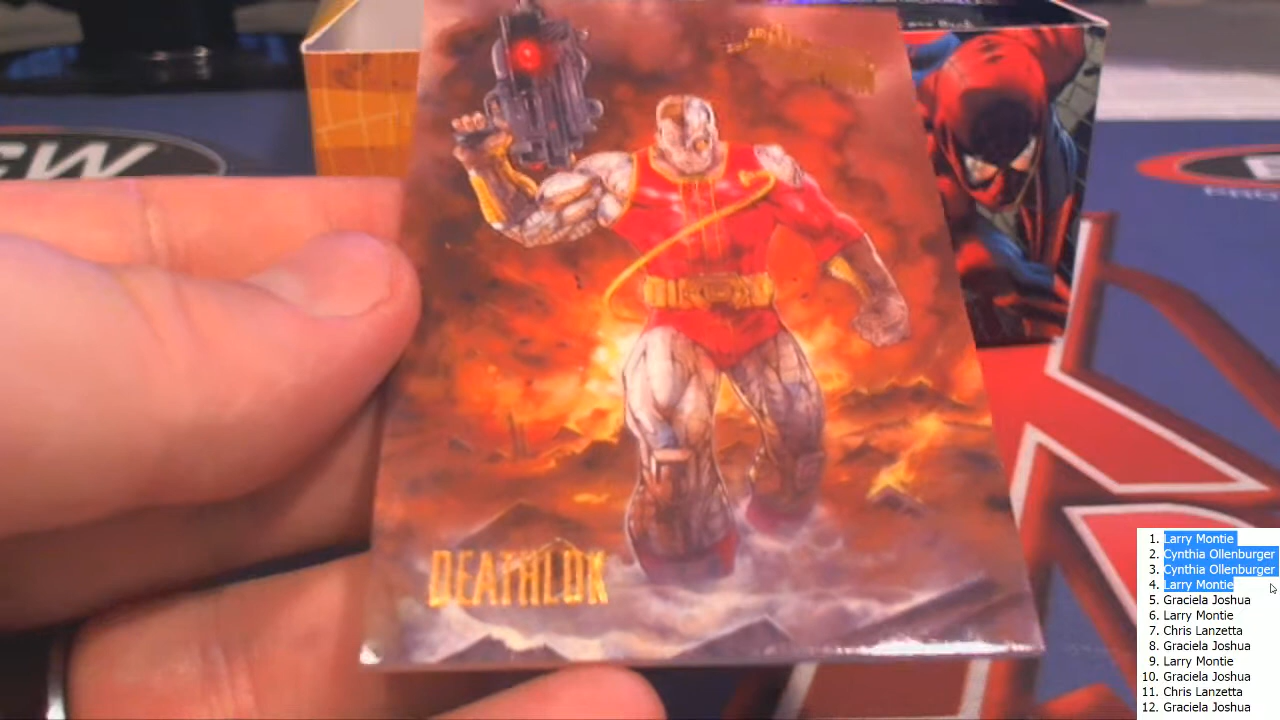 DEATHLOK
1. Larry Montie
2. Cynthia Ollenburger
3. Cynthia Ollenburger
4. Larry Montie
5. Graciela Joshua
6. Larry Montie
7. Chris Lanzetta
8. Graciela Joshua
9. Larry Montie
10. Graciela Joshua
11. Chris Lanzetta
12. Graciela Joshua